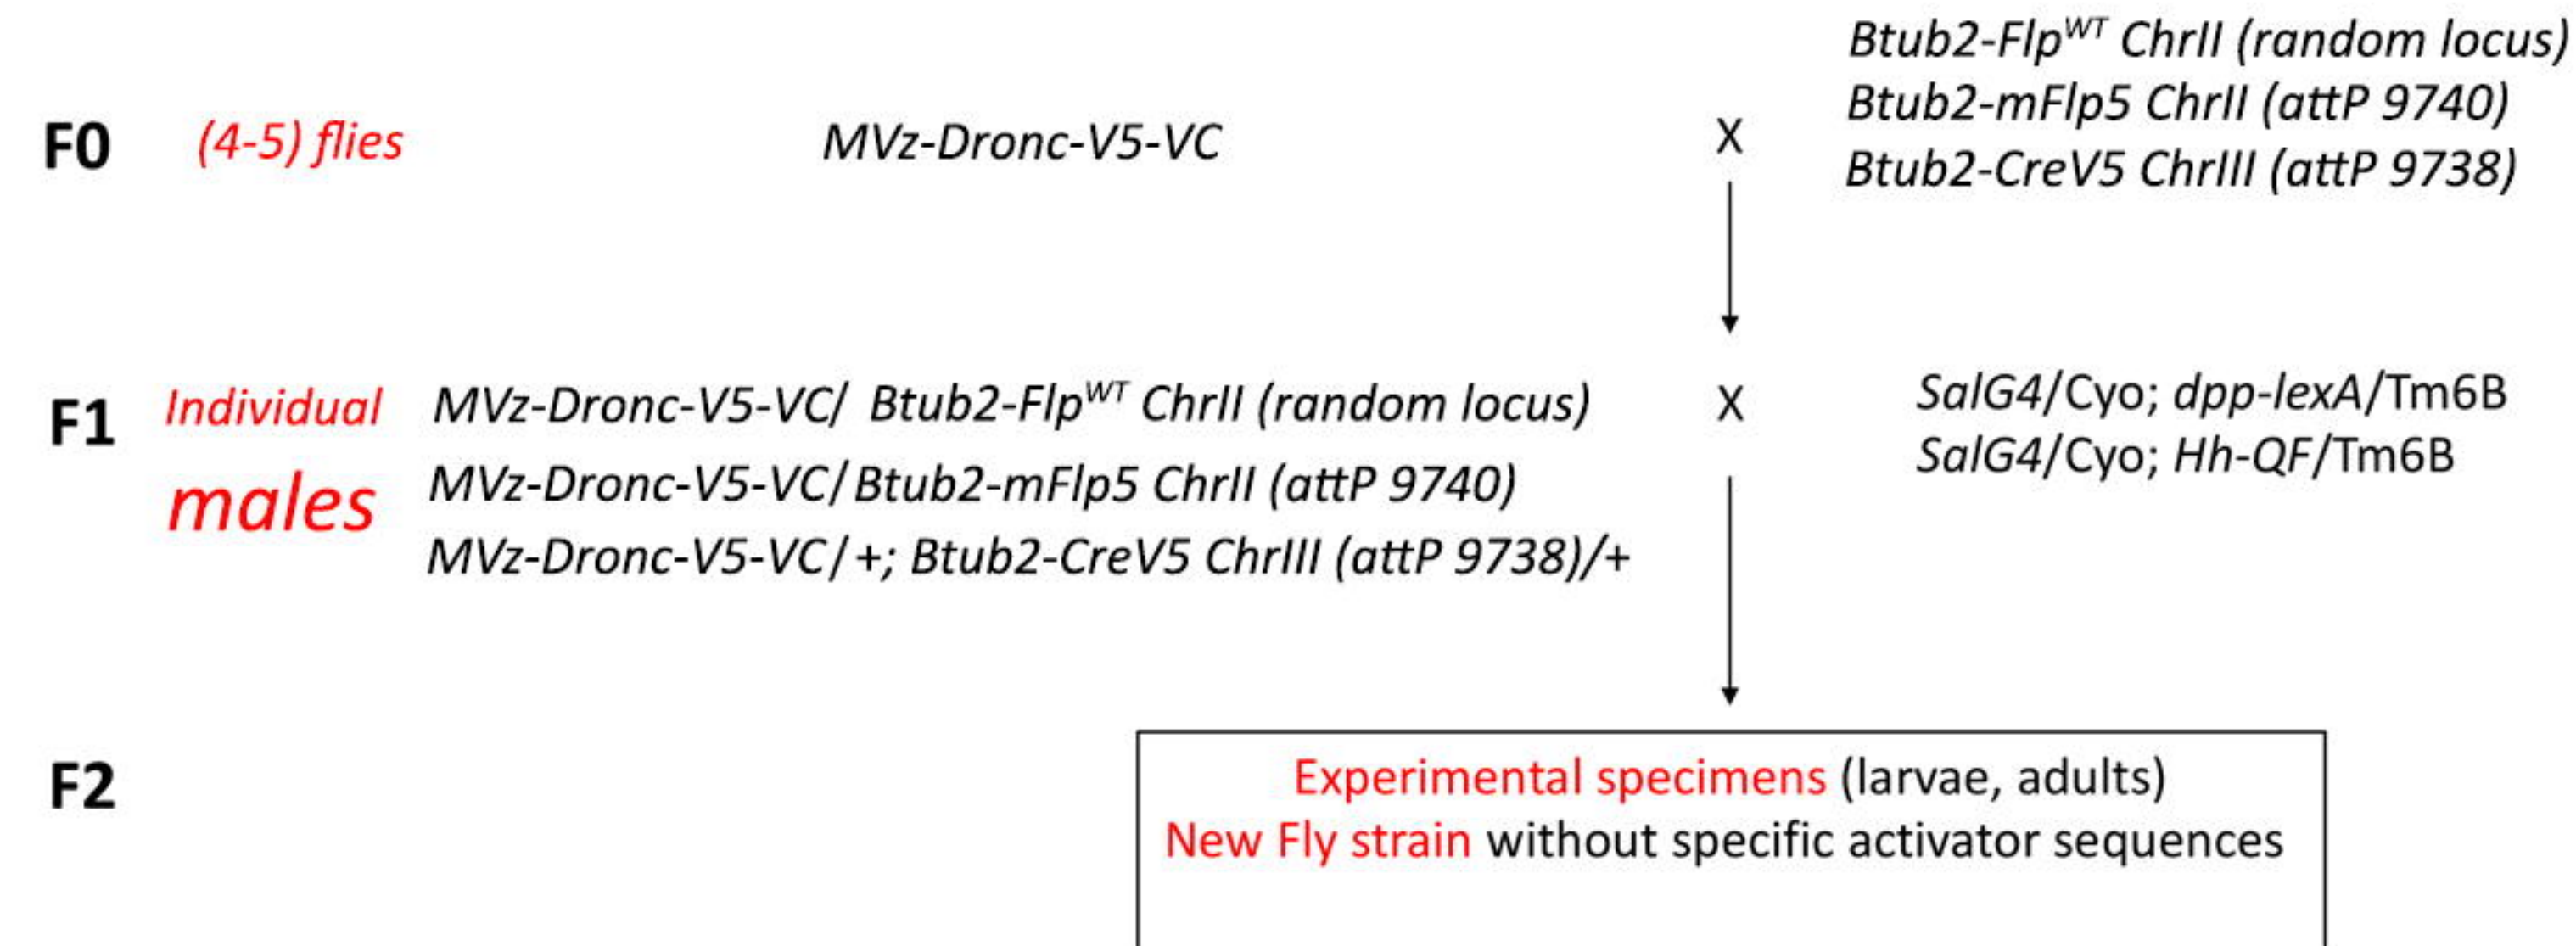 Btub2-Flp^WT ChrII (random locus)
F0 (4-5) flies MVz-Dronc-V5-VC X Btub2-mFlp5 ChrII (attP 9740)
Btub2-CreV5 ChrIII (attP 9738)
F1 Individual MVz-Dronc-V5-VC/ Btub2-Flp^WT ChrII (random locus) X SalG4/Cyo; dpp-lexA/Tm6B
males MVz-Dronc-V5-VC/Btub2-mFlp5 ChrII (attP 9740) SalG4/Cyo; Hh-QF/Tm6B
MVz-Dronc-V5-VC/+; Btub2-CreV5 ChrIII (attP 9738)/+
F2 Experimental specimens (larvae, adults)
New Fly strain without specific activator sequences